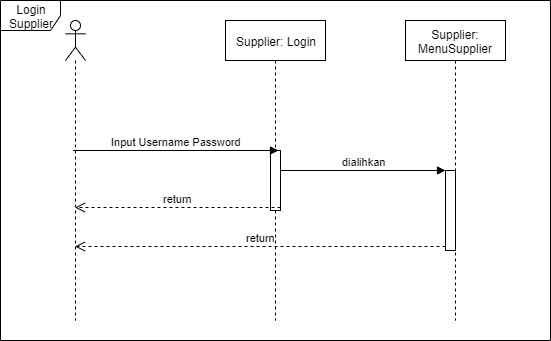 Login
Supplier
Supplier: Login
Supplier:
MenuSupplier
Input Username Password
dialihkan
return
return